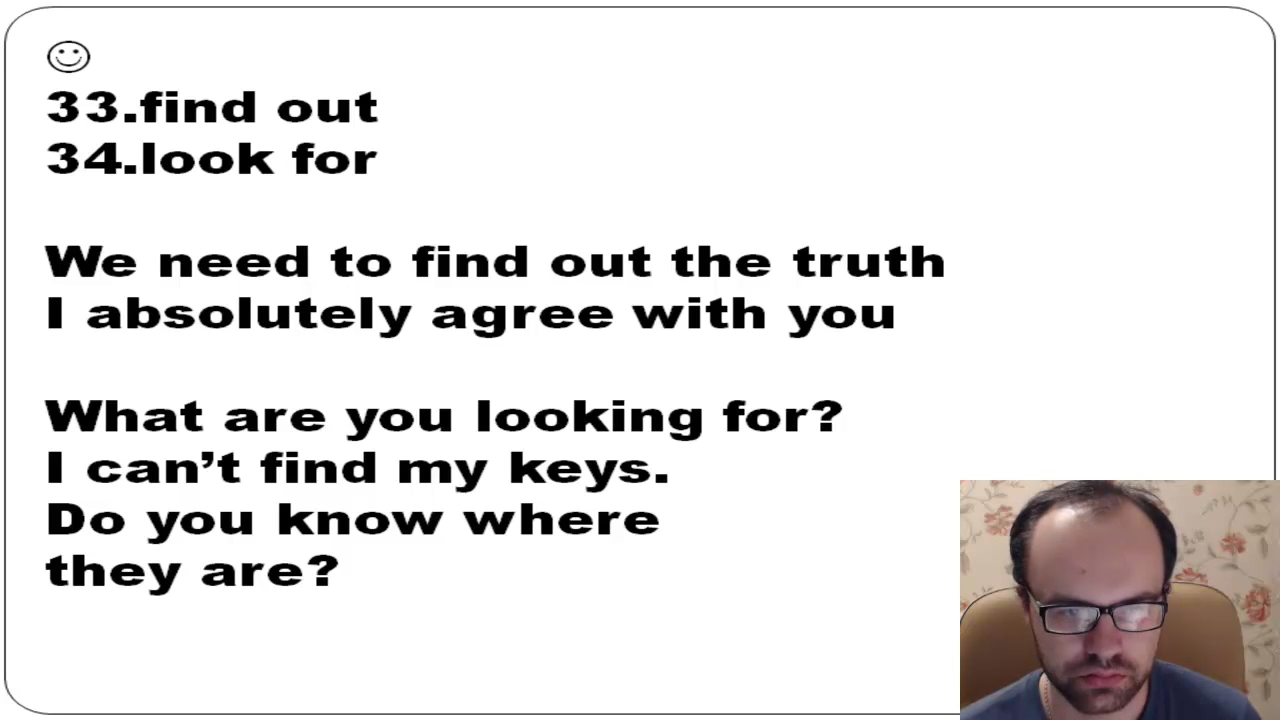 33.find out
34.look for
We need to find out the truth
I absolutely agree with you
What are you looking for?
I can’t find my keys.
Do you know where
they are?